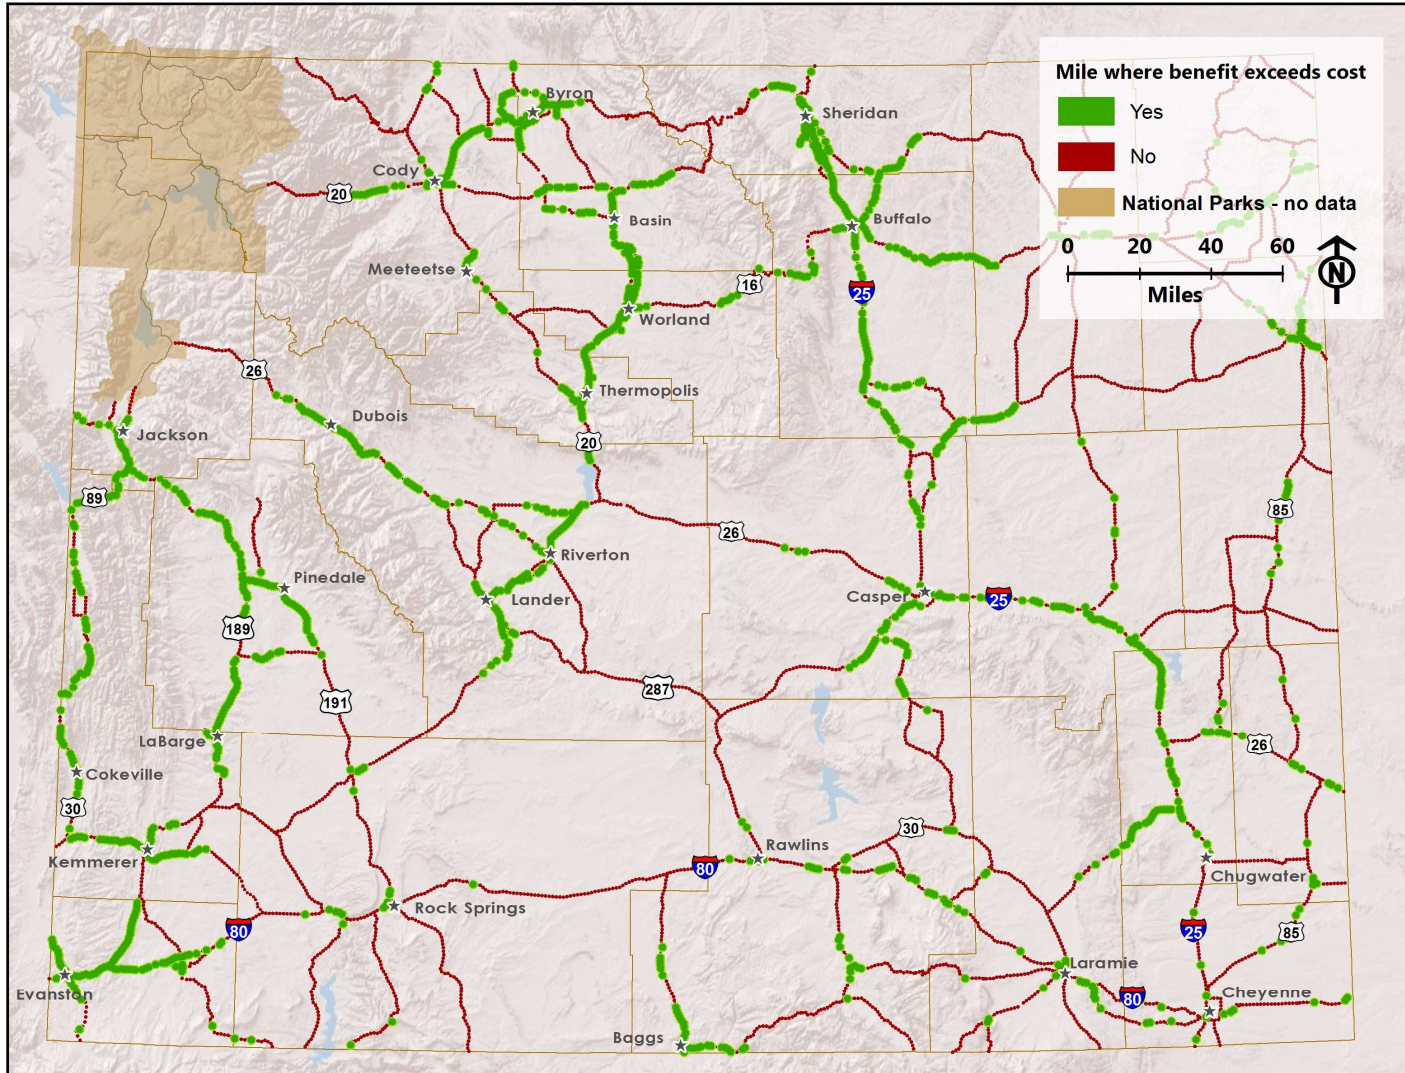 Mile where benefit exceeds cost
Yes
No
National Parks - no data
0 20 40 60
Miles
N
Byron
Sheridan
Cody
20
Basin
Buffalo
Meeteetse
16
25
Worland
26
Thermopolis
Dubois
Jackson
20
89
85
26
Riverton
Pinedale
Casper
25
Lander
189
287
191
LaBarge
26
Cokeville
30
30
Rawlins
Kemmerer
80
Chugwater
Rock Springs
80
25
85
Laramie
Evanston
80
Cheyenne
Baggs